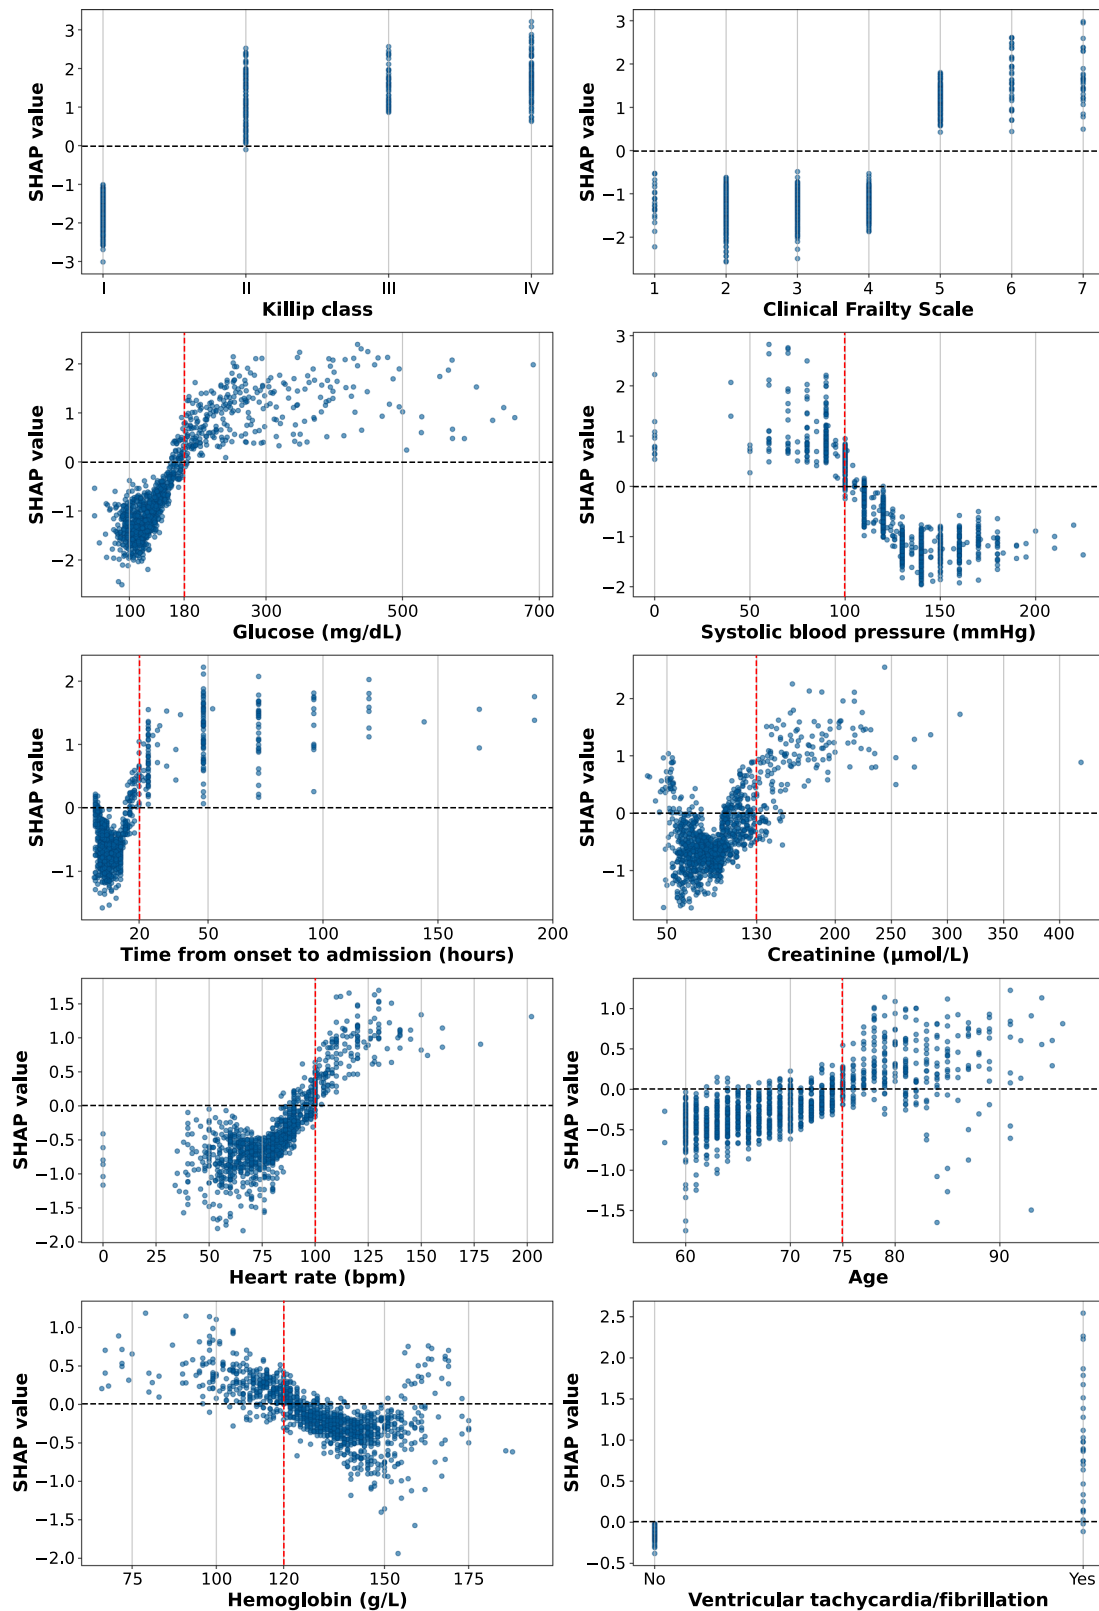 SHAP value
3
2
1
0
−1
−2
−3
I II III IV
Killip class
SHAP value
3
2
1
0
−1
−2
1 2 3 4 5 6 7
Clinical Frailty Scale
SHAP value
2
1
0
−1
−2
100 180 300 500 700
Glucose (mg/dL)
SHAP value
3
2
1
0
−1
−2
0 50 100 150 200
Systolic blood pressure (mmHg)
SHAP value
2
1
0
−1
20 50 100 150 200
Time from onset to admission (hours)
SHAP value
3
2
1
0
−1
50 130 200 250 300 350 400
Creatinine (μmol/L)
SHAP value
1.5
1.0
0.5
0.0
−0.5
−1.0
−1.5
−2.0
0 25 50 75 100 125 150 175 200
Heart rate (bpm)
SHAP value
1.0
0.5
0.0
−0.5
−1.0
−1.5
60 70 75 80 90
Age
SHAP value
1.0
0.5
0.0
−0.5
−1.0
−1.5
−2.0
75 100 120 150 175
Hemoglobin (g/L)
SHAP value
2.5
2.0
1.5
1.0
0.5
0.0
−0.5
No Yes
Ventricular tachycardia/fibrillation